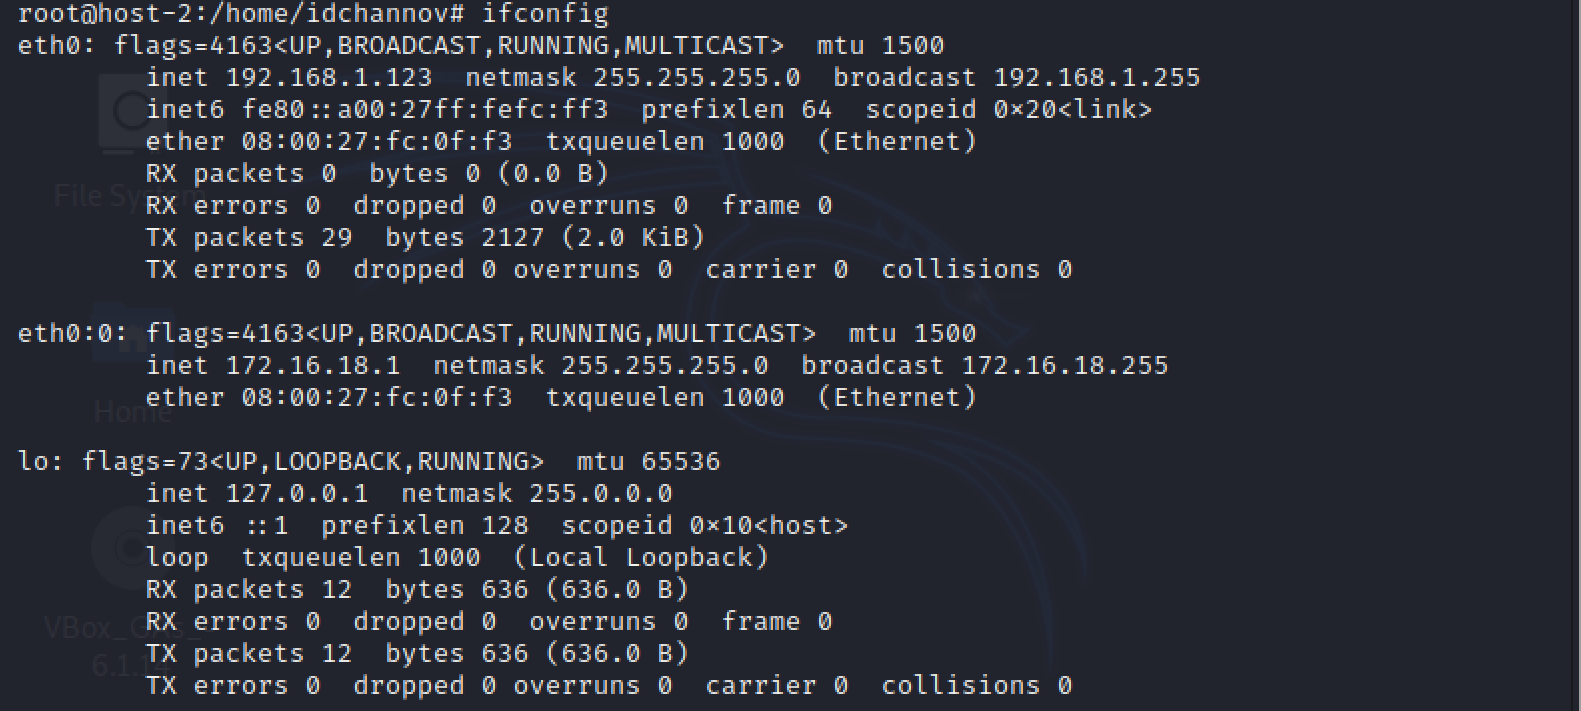 root@host-2:/home/idchannov# ifconfig
eth0: flags=4163<UP,BROADCAST,RUNNING,MULTICAST>  mtu 1500
        inet 192.168.1.123  netmask 255.255.255.0  broadcast 192.168.1.255
        inet6 fe80::a00:27ff:fefc:ff3  prefixlen 64  scopeid 0×20<link>
        ether 08:00:27:fc:0f:f3  txqueuelen 1000  (Ethernet)
        RX packets 0  bytes 0 (0.0 B)
File System
        RX errors 0  dropped 0  overruns 0  frame 0
        TX packets 29  bytes 2127 (2.0 KiB)
        TX errors 0  dropped 0 overruns 0  carrier 0  collisions 0

eth0:0: flags=4163<UP,BROADCAST,RUNNING,MULTICAST>  mtu 1500
        inet 172.16.18.1  netmask 255.255.255.0  broadcast 172.16.18.255
        ether 08:00:27:fc:0f:f3  txqueuelen 1000  (Ethernet)
Home

lo: flags=73<UP,LOOPBACK,RUNNING>  mtu 65536
        inet 127.0.0.1  netmask 255.0.0.0
        inet6 ::1  prefixlen 128  scopeid 0×10<host>
        loop  txqueuelen 1000  (Local Loopback)
        RX packets 12  bytes 636 (636.0 B)
        RX errors 0  dropped 0  overruns 0  frame 0
        TX packets 12  bytes 636 (636.0 B)
        TX errors 0  dropped 0 overruns 0  carrier 0  collisions 0